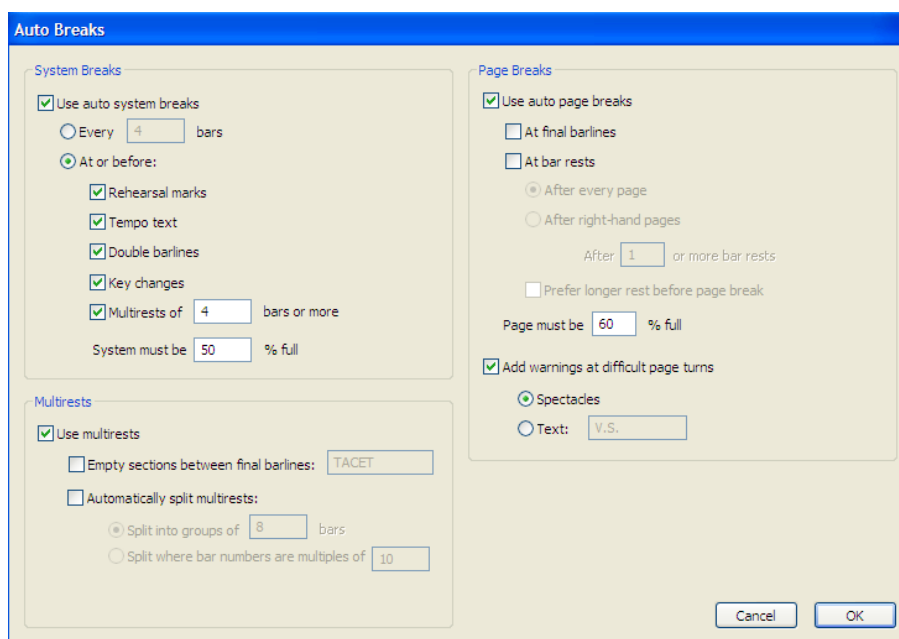 Auto Breaks
System Breaks
Use auto system breaks
Every 4 bars
At or before:
Rehearsal marks
Tempo text
Double barlines
Key changes
Multirests of 4 bars or more
System must be 50 % full
Multirests
Use multirests
Empty sections between final barlines: TACET
Automatically split multirests:
Split into groups of 8 bars
Split where bar numbers are multiples of 10
Page Breaks
Use auto page breaks
At final barlines
At bar rests
After every page
After right-hand pages
After 1 or more bar rests
Prefer longer rest before page break
Page must be 60 % full
Add warnings at difficult page turns
Spectacles
Text: V.S.
Cancel OK